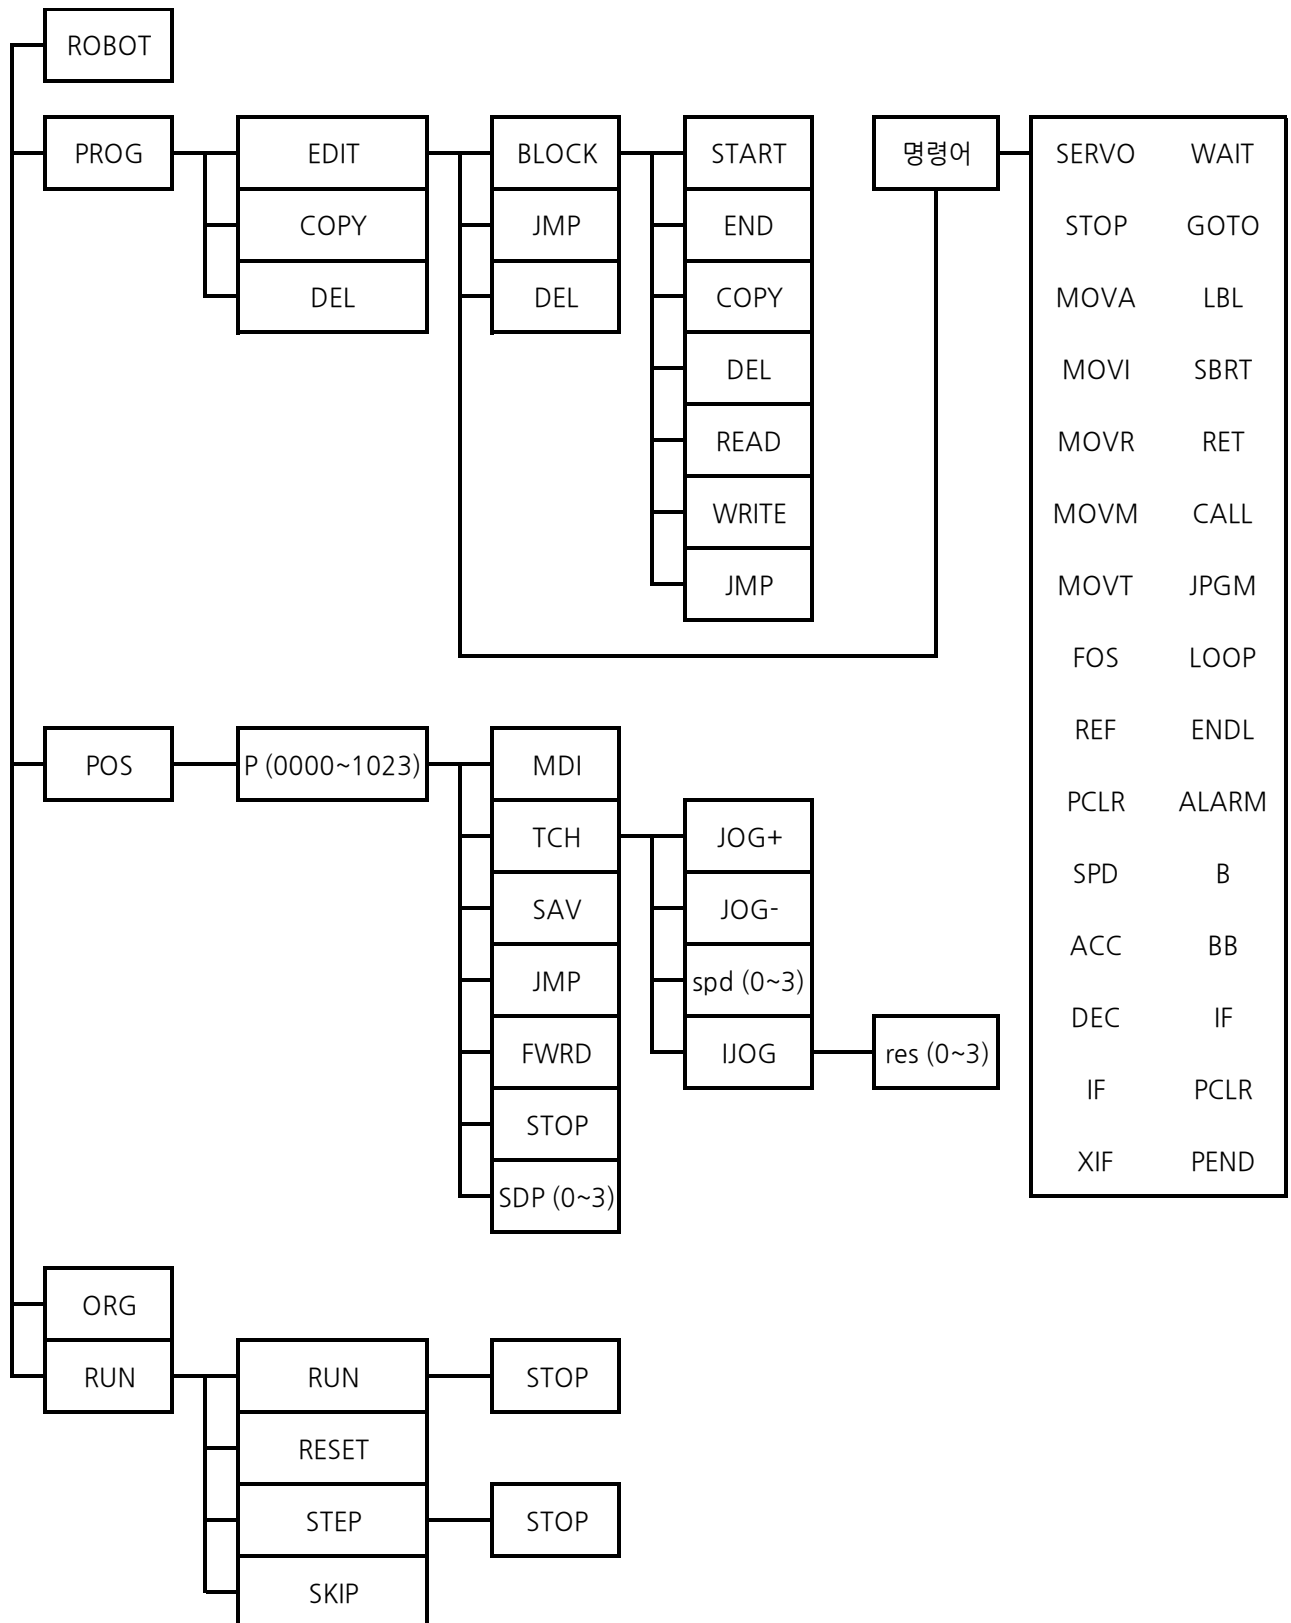 ROBOT
PROG
EDIT
BLOCK
START
명령어
SERVO
WAIT
COPY
JMP
END
STOP
GOTO
DEL
DEL
COPY
MOVA
LBL
DEL
MOVI
SBRT
READ
MOVR
RET
WRITE
MOVM
CALL
JMP
MOVT
JPGM
FOS
LOOP
REF
ENDL
POS
P (0000~1023)
MDI
TCH
JOG+
PCLR
ALARM
SAV
JOG-
SPD
B
JMP
spd (0~3)
ACC
BB
FWRD
IJOG
res (0~3)
DEC
IF
STOP
IF
PCLR
SDP (0~3)
XIF
PEND
ORG
RUN
RUN
STOP
RESET
STEP
STOP
SKIP